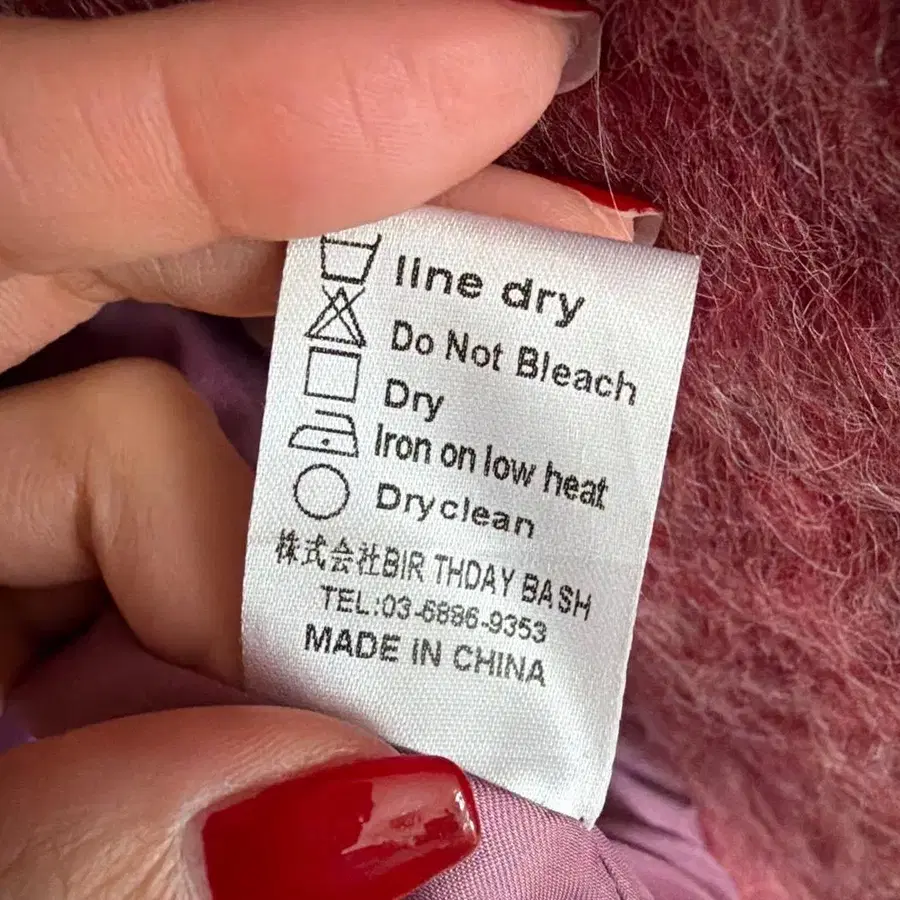 line dry
Do Not Bleach
Dry
Iron on low heat
Dryclean
株式会社BIR THDAY BASH
TEL:03-6886-9353
MADE IN CHINA